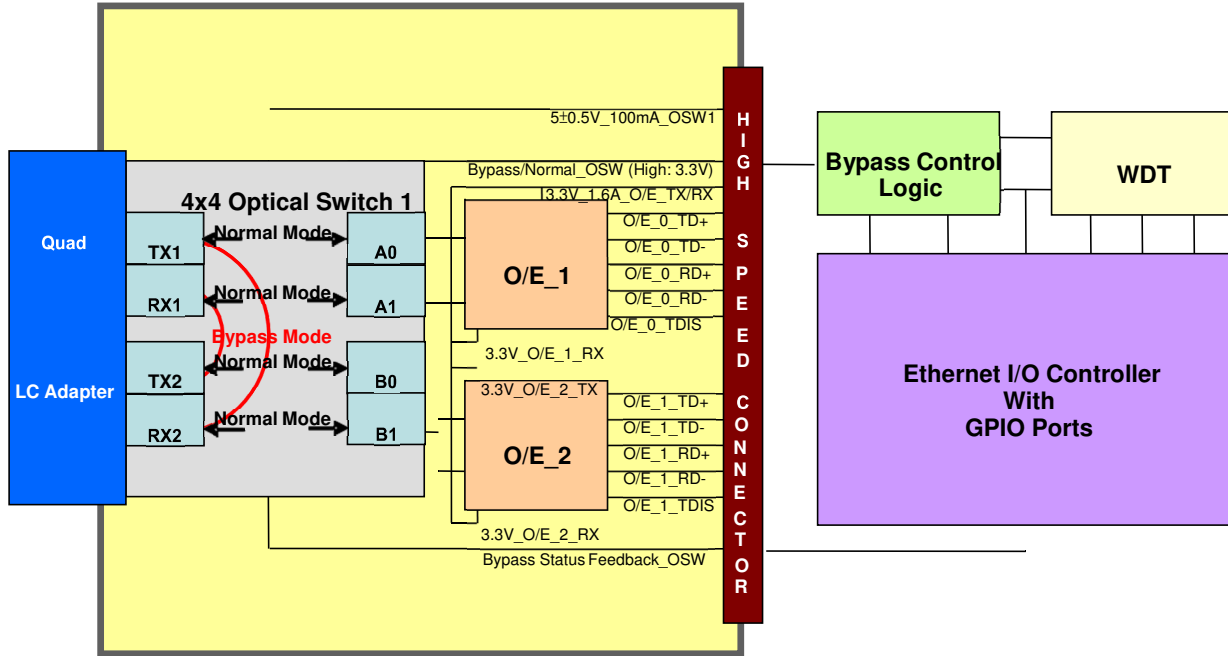 5±0.5V_100mA_OSW1
Bypass/Normal_OSW (High: 3.3V)
3.3V_1.6A_O/E_TX/RX
4x4 Optical Switch 1
Quad
LC Adapter
TX1
Normal Mode
A0
RX1
Normal Mode
A1
Bypass Mode
TX2
Normal Mode
B0
RX2
Normal Mode
B1
O/E_1
O/E_0_TD+
O/E_0_TD-
O/E_0_RD+
O/E_0_RD-
O/E_0_TDIS
3.3V_O/E_1_RX
3.3V_O/E_2_TX
O/E_2
O/E_1_TD+
O/E_1_TD-
O/E_1_RD+
O/E_1_RD-
O/E_1_TDIS
3.3V_O/E_2_RX
Bypass Status Feedback_OSW
HIGH SPEED CONNECTOR
Bypass Control
Logic
WDT
Ethernet I/O Controller
With
GPIO Ports